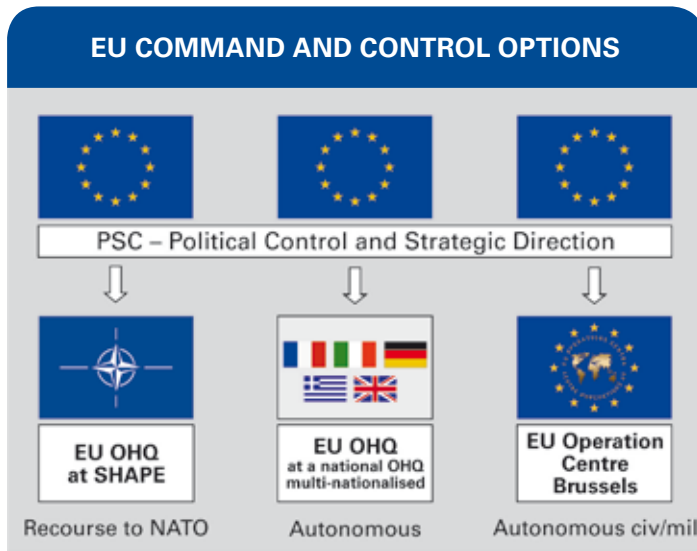 EU COMMAND AND CONTROL OPTIONS
PSC – Political Control and Strategic Direction
EU OHQ
at SHAPE
EU OHQ
at a national OHQ
multi-nationalised
EU Operation
Centre
Brussels
Recourse to NATO
Autonomous
Autonomous civ/mil